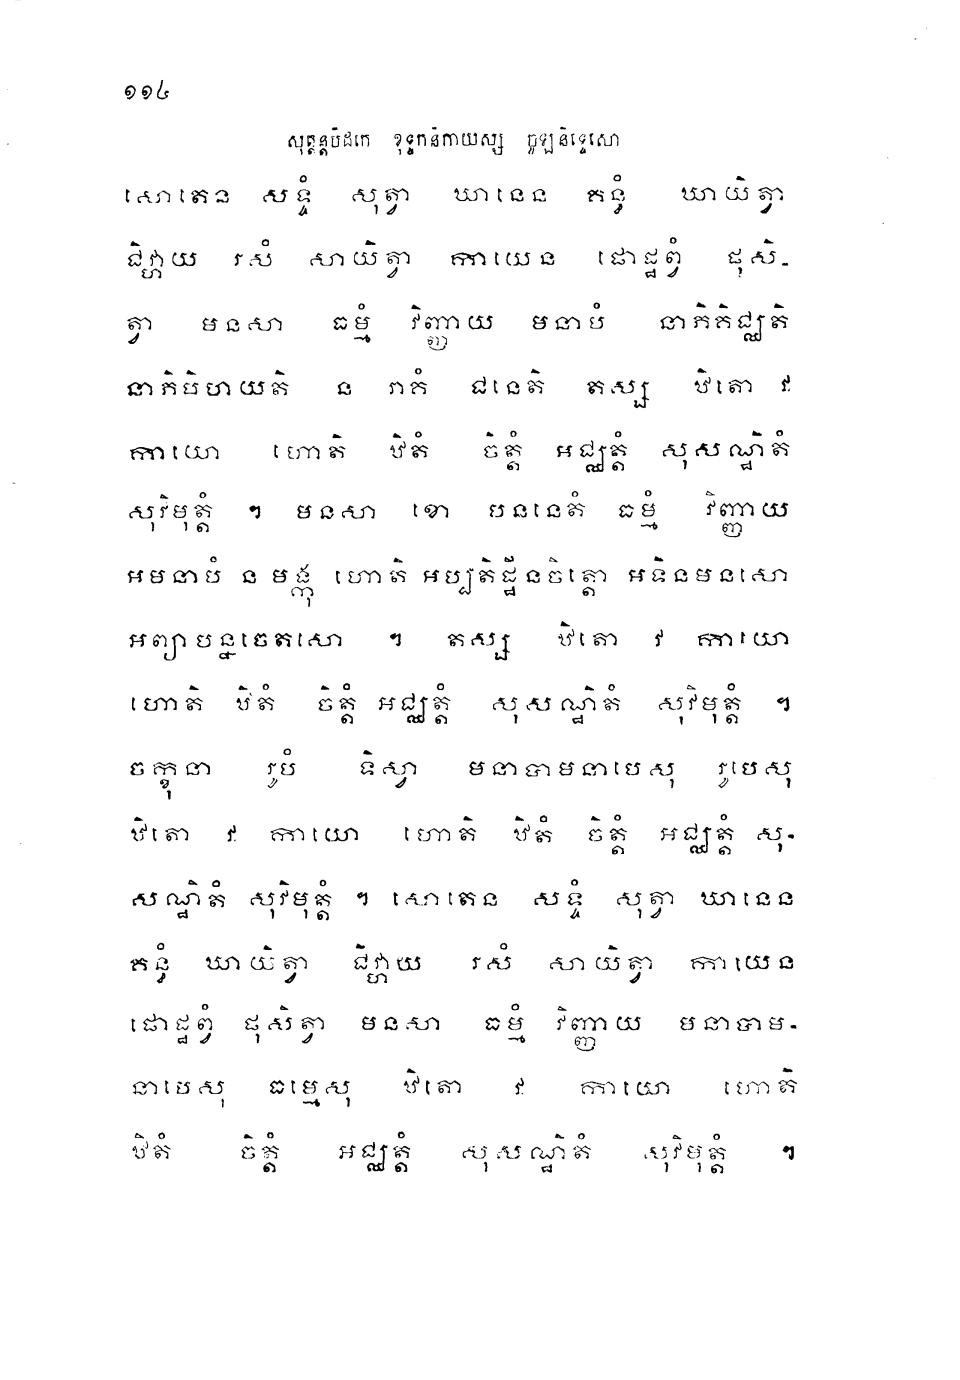 ១១៤
សុត្តន្តបិដកេ ខុទ្ទកនិកាយស្ស ចូឡនិទ្ទេសោ
សោតេន សទ្ទំ សុត្វា ឃានេន គន្ធំ ឃាយិត្វា
ជិវ្ហាយ រសំ សាយិត្វា កាយេន ផោដ្ឋព្វំ ផុសិ-
ត្វា មនសា ធម្មំ វិញ្ញាយ មនាបំ នាភិគិជ្ឈតិ
នាភិបិហយតិ ន រាគំ ជនេតិ តស្ស ឋិតោ វ
កាយោ ហោតិ ឋិតំ ចិត្តំ អជ្ឈត្តំ សុសណ្ឋិតំ
សុវិមុត្តំ ។ មនសា ខោ បនេតំ ធម្មំ វិញ្ញាយ
អមនាបំ ន មង្កុ ហោតិ អប្បតិដ្ឋីនចិត្តោ អទិនមនសោ
អព្យាបន្នចេតសោ ។ តស្ស ឋិតោ វ កាយោ
ហោតិ ឋិតំ ចិត្តំ អជ្ឈត្តំ សុសណ្ឋិតំ សុវិមុត្តំ ។
ចក្ខុនា រូបំ ទិស្វា មនាបាមនាបេសុ រូបេសុ
ឋិតោ វ កាយោ ហោតិ ឋិតំ ចិត្តំ អជ្ឈត្តំ សុ-
សណ្ឋិតំ សុវិមុត្តំ ។ សោតេន សទ្ទំ សុត្វា ឃានេន
គន្ធំ ឃាយិត្វា ជិវ្ហាយ រសំ សាយិត្វា កាយេន
ផោដ្ឋព្វំ ផុសិត្វា មនសា ធម្មំ វិញ្ញាយ មនាបាម-
នាបេសុ ធម្មេសុ ឋិតោ វ កាយោ ហោតិ
ឋិតំ ចិត្តំ អជ្ឈត្តំ សុសណ្ឋិតំ សុវិមុត្តំ ។